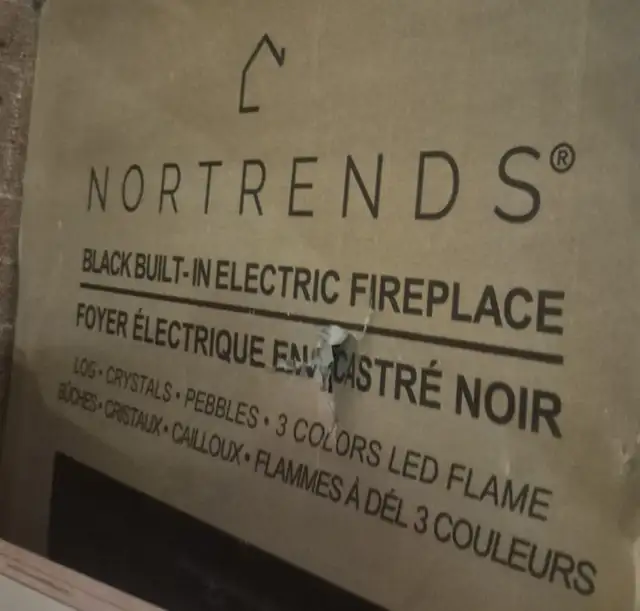 NORTRENDS®
BLACK BUILT-IN ELECTRIC FIREPLACE
FOYER ÉLECTRIQUE ENCASTRÉ NOIR
LOG • CRYSTALS • PEBBLES • 3 COLORS LED FLAME
BÛCHES • CRISTAUX • CAILLOUX • FLAMMES À DÉL 3 COULEURS